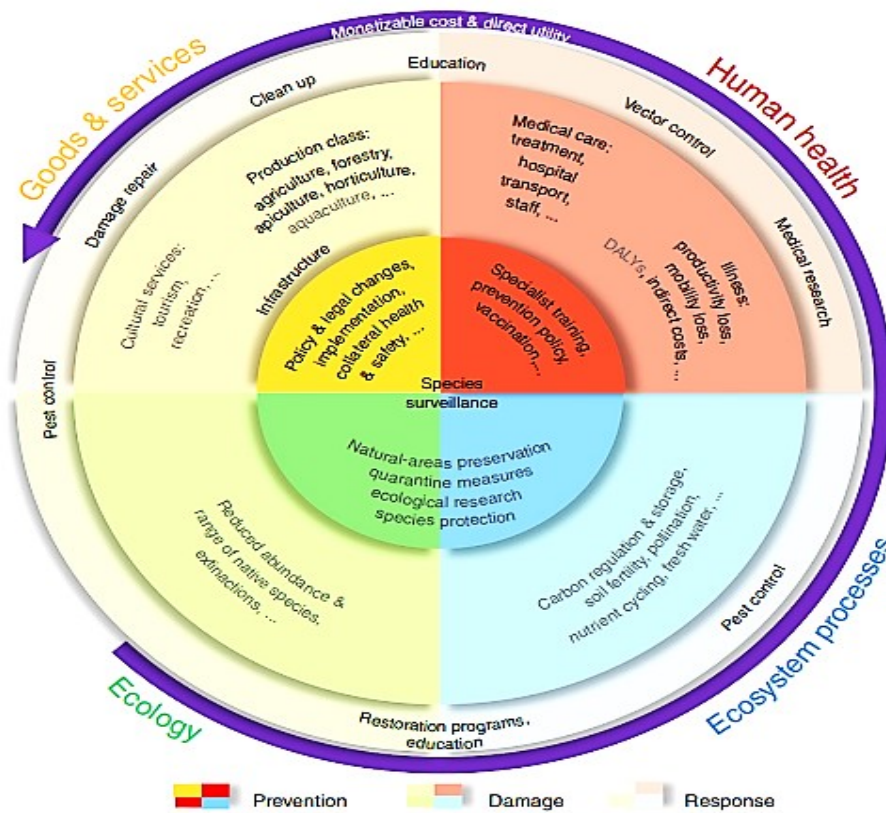 Monetizable cost & direct utility
Goods & services
Human health
Education
Clean up
Vector control
Damage repair
Medical research
Production class:
agriculture, forestry,
apiculture, horticulture,
aquaculture, ...
Medical care:
treatment,
hospital
transport,
staff, ...
Cultural services:
tourism,
recreation, ...
Infrastructure
Illness:
productivity loss,
mobility loss,
DALYs, indirect costs, ...
Policy & legal changes,
implementation,
collateral health
& safety, ...
Specialist training,
prevention policy,
vaccination,
...
Pest control
Species
surveillance
Natural-areas preservation
quarantine measures
ecological research
species protection
Reduced abundance &
range of native species,
extinactions, ...
Carbon regulation & storage,
soil fertility, pollination,
nutrient cycling, fresh water, ...
Pest control
Ecology
Ecosystem processes
Restoration programs,
education
Prevention
Damage
Response